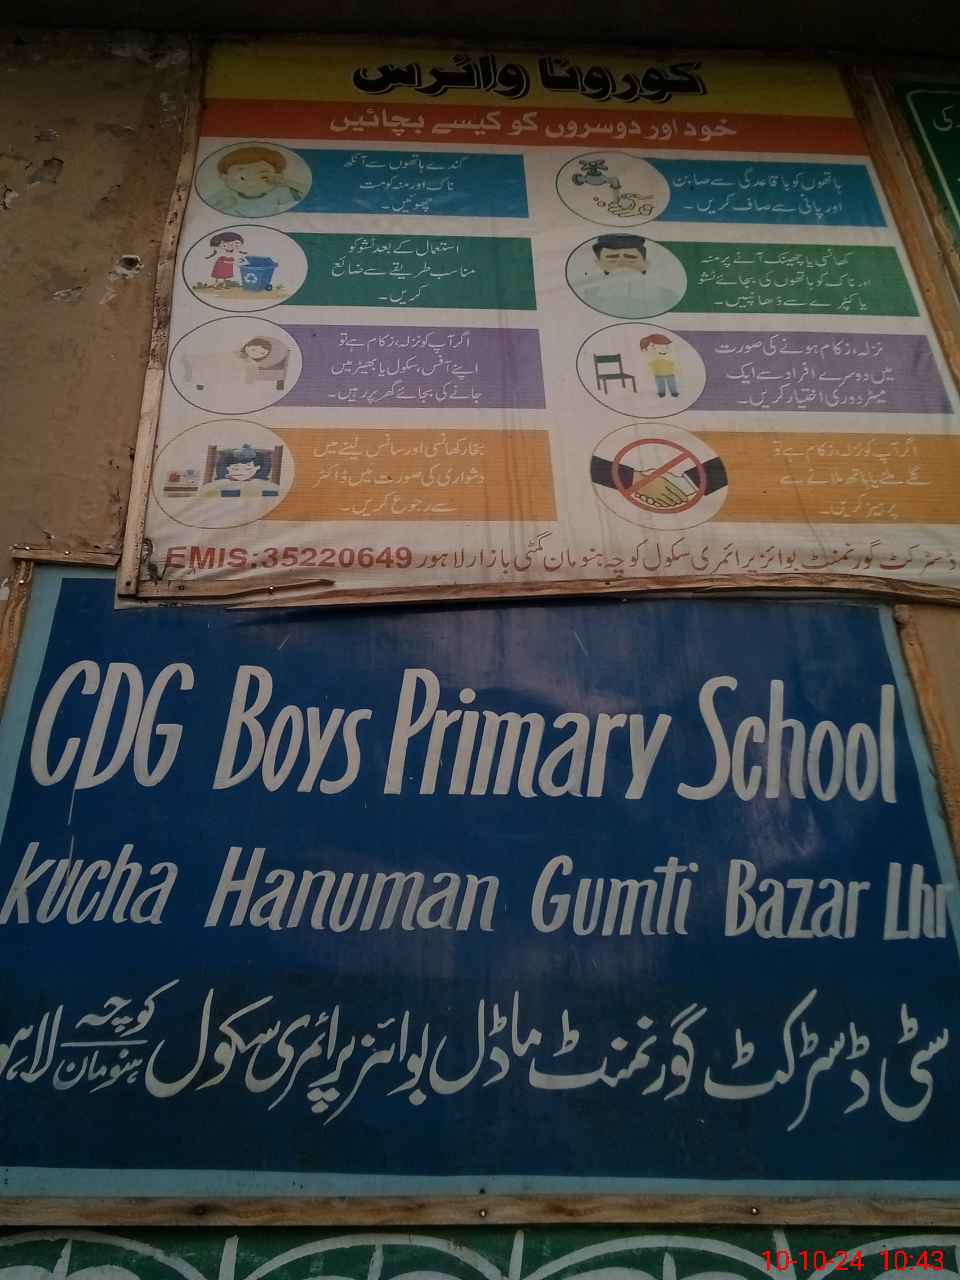 کورونا وائرس
خود اور دوسروں کو کیسے بچائیں
ہاتھوں کو باقاعدگی سے صابن
اور پانی سے صاف کریں۔
گندے ہاتھوں سے آنکھ
ناک اور منہ کو مت
چھوئیں۔
کھانسی یا چھینک آنے پر منہ
اور ناک کو ہاتھوں کی بجائے ٹشو
یا کپڑے سے ڈھانپیں۔
استعمال کے بعد ٹشو کو
مناسب طریقے سے ضائع
کریں۔
نزلہ، زکام ہونے کی صورت
میں دوسرے افراد سے ایک
میٹر دوری اختیار کریں۔
اگر آپ کو نزلہ، زکام ہے تو
اپنے آفس، سکول یا بھیڑ میں
جانے کی بجائے گھر پر رہیں۔
اگر آپ کو نزلہ، زکام ہے تو
گلے ملنے یا ہاتھ ملانے سے
پرہیز کریں۔
بخار کھانسی اور سانس لینے میں
دشواری کی صورت میں ڈاکٹر
سے رجوع کریں۔
ڈسٹرکٹ گورنمنٹ بوائز پرائمری سکول کوچہ ہنومان گمٹی بازار لاہور EMIS:35220649
کی
CDG Boys Primary School
kucha Hanuman Gumti Bazar Lhr
سٹی ڈسٹرکٹ گورنمنٹ ماڈل بوائز پرائمری سکول کوچہ ہنومان لاہو
10-10-24 10:43